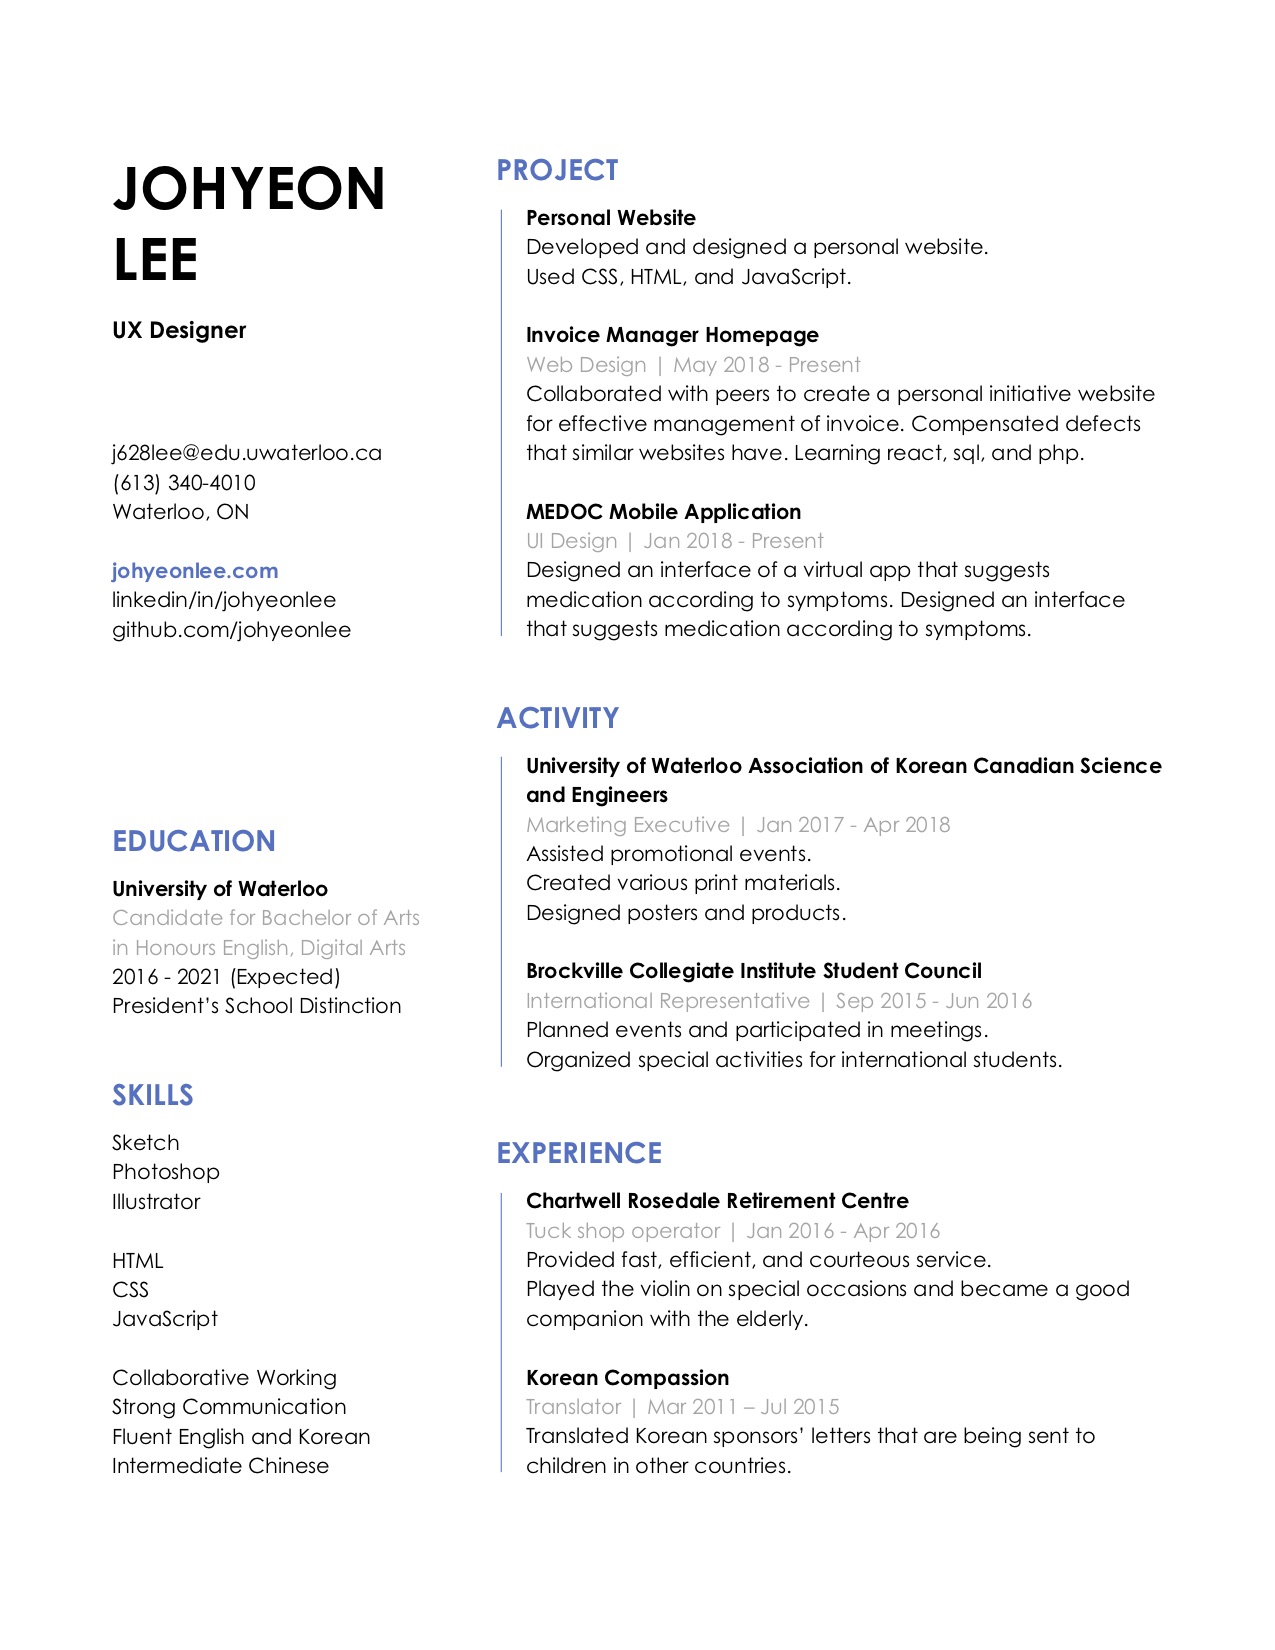 JOHYEON
LEE
UX Designer
j628lee@edu.uwaterloo.ca
(613) 340-4010
Waterloo, ON
johyeonlee.com
linkedin/in/johyeonlee
github.com/johyeonlee
EDUCATION
University of Waterloo
Candidate for Bachelor of Arts
in Honours English, Digital Arts
2016 - 2021 (Expected)
President’s School Distinction
SKILLS
Sketch
Photoshop
Illustrator
HTML
CSS
JavaScript
Collaborative Working
Strong Communication
Fluent English and Korean
Intermediate Chinese
PROJECT
Personal Website
Developed and designed a personal website.
Used CSS, HTML, and JavaScript.
Invoice Manager Homepage
Web Design | May 2018 - Present
Collaborated with peers to create a personal initiative website
for effective management of invoice. Compensated defects
that similar websites have. Learning react, sql, and php.
MEDOC Mobile Application
UI Design | Jan 2018 - Present
Designed an interface of a virtual app that suggests
medication according to symptoms. Designed an interface
that suggests medication according to symptoms.
ACTIVITY
University of Waterloo Association of Korean Canadian Science
and Engineers
Marketing Executive | Jan 2017 - Apr 2018
Assisted promotional events.
Created various print materials.
Designed posters and products.
Brockville Collegiate Institute Student Council
International Representative | Sep 2015 - Jun 2016
Planned events and participated in meetings.
Organized special activities for international students.
EXPERIENCE
Chartwell Rosedale Retirement Centre
Tuck shop operator | Jan 2016 - Apr 2016
Provided fast, efficient, and courteous service.
Played the violin on special occasions and became a good
companion with the elderly.
Korean Compassion
Translator | Mar 2011 – Jul 2015
Translated Korean sponsors’ letters that are being sent to
children in other countries.